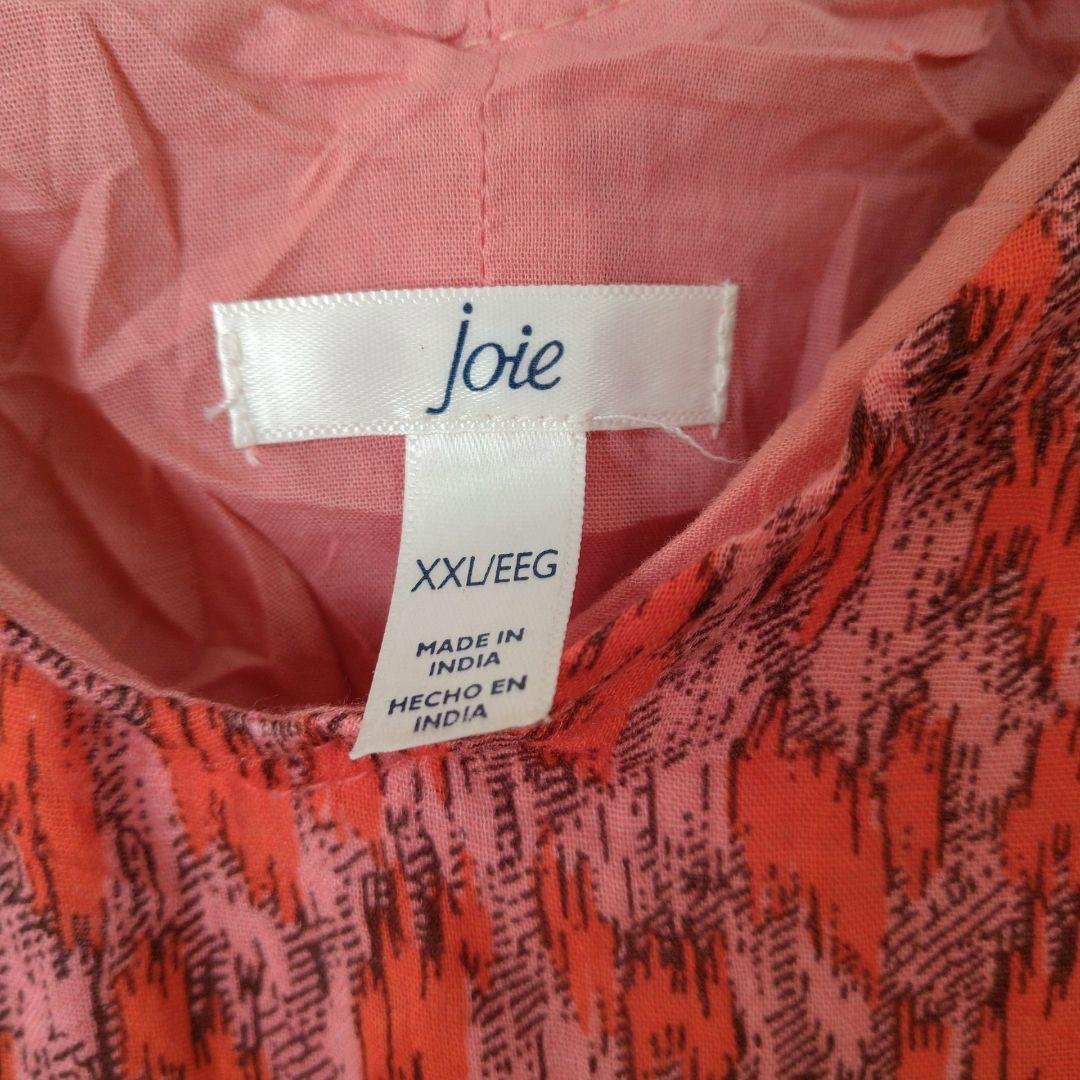 joie
XXL/EEG
MADE IN
INDIA
HECHO EN
INDIA